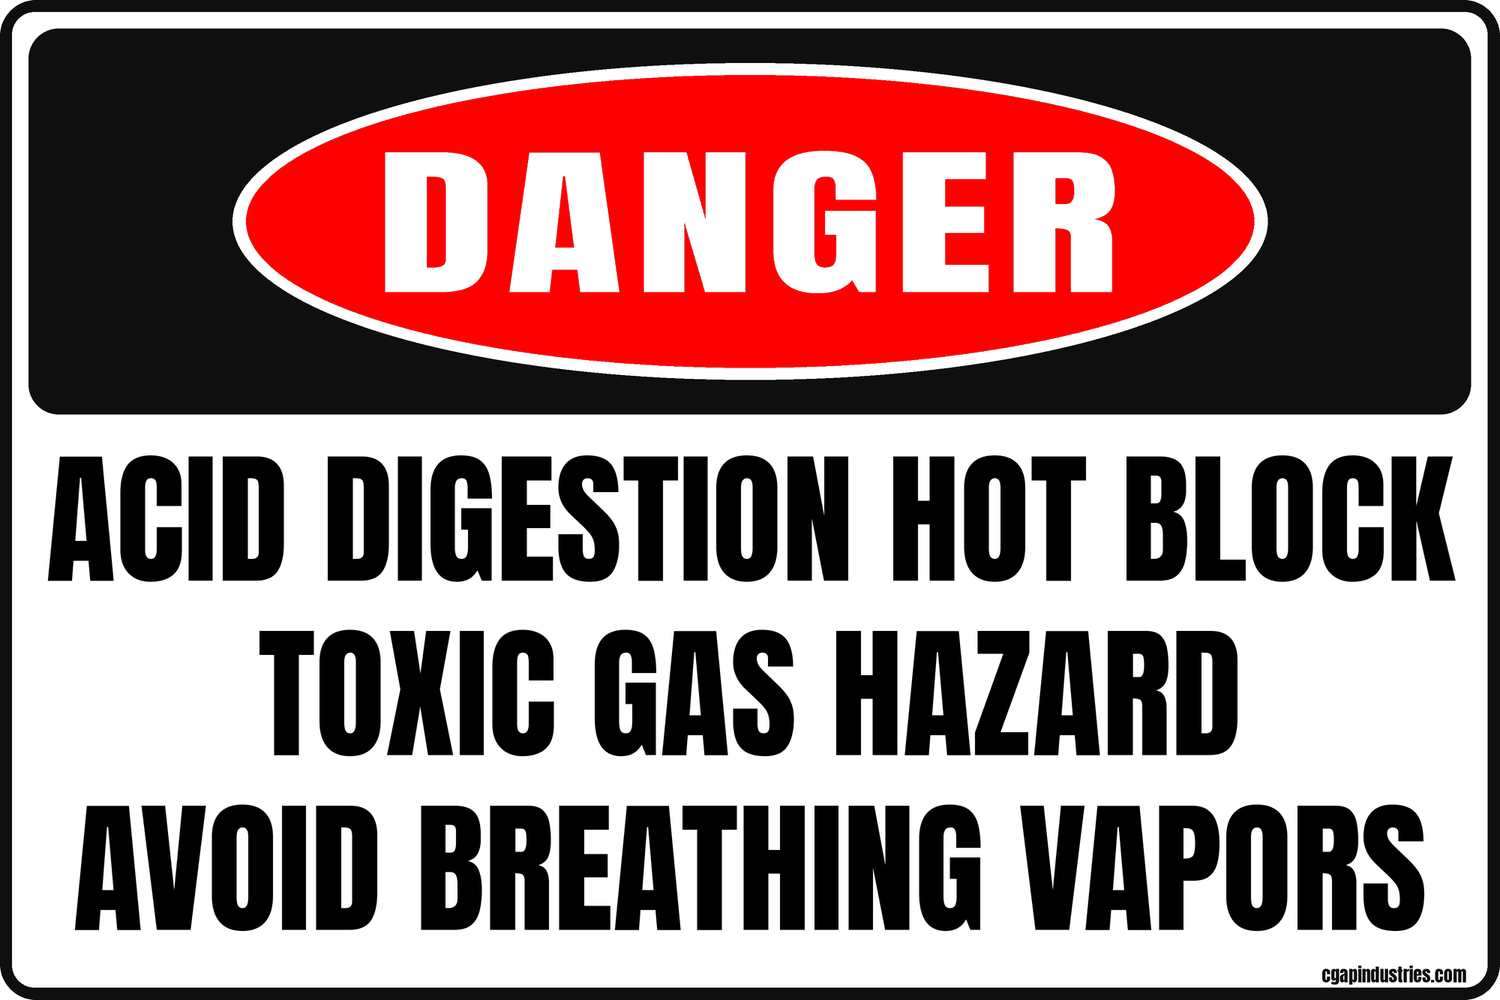 DANGER
ACID DIGESTION HOT BLOCK
TOXIC GAS HAZARD
AVOID BREATHING VAPORS
cgapindustries.com